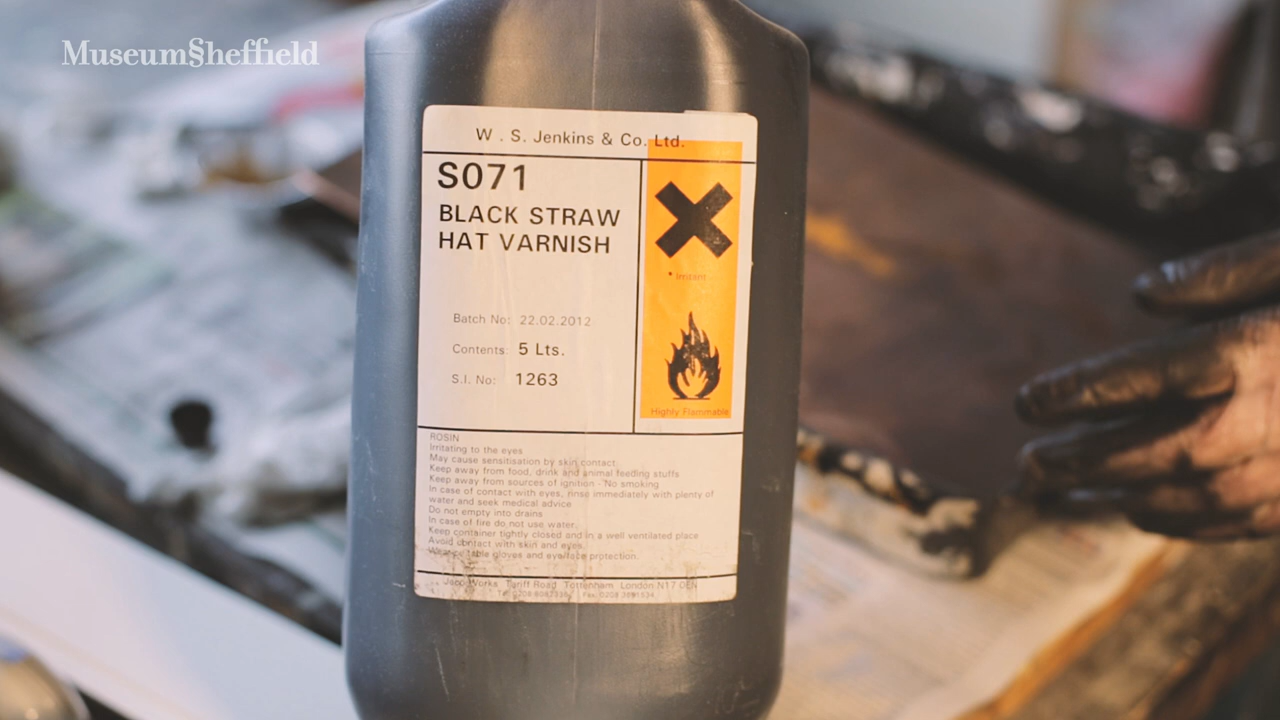 MuseumSheffield
W . S. Jenkins & Co. Ltd.
S071
BLACK STRAW
HAT VARNISH
Irritant
Batch No: 22.02.2012
Contents: 5 Lts.
S.I. No: 1263
Highly Flammable
ROSIN
Irritating to the eyes
May cause sensitisation by skin contact.
Keep away from food, drink and animal feeding stuffs
Keep away from sources of ignition - No smoking
In case of contact with eyes, rinse immediately with plenty of
water and seek medical advice
Do not empty into drains
In case of fire do not use water.
Keep container tightly closed and in a well ventilated place
Avoid contact with skin and eyes.
table gloves and eye/face protection.
Works Tariff Road Tottenham London N17 0EN